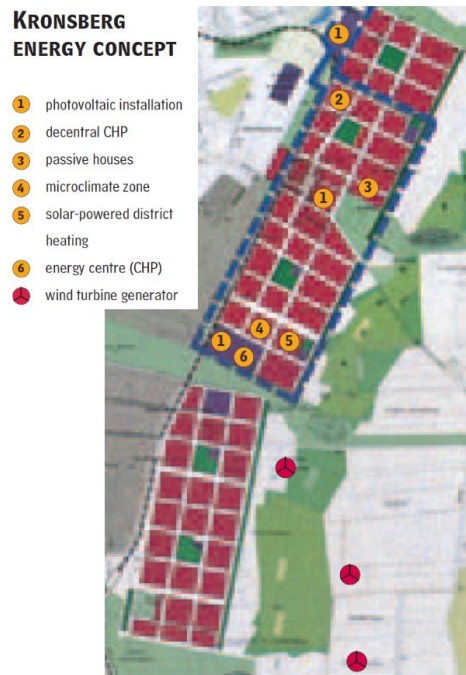 KRONSBERG
ENERGY CONCEPT
1 photovoltaic installation
2 decentral CHP
3 passive houses
4 microclimate zone
5 solar-powered district
heating
6 energy centre (CHP)
wind turbine generator
1
2
3
1
4
1
5
6